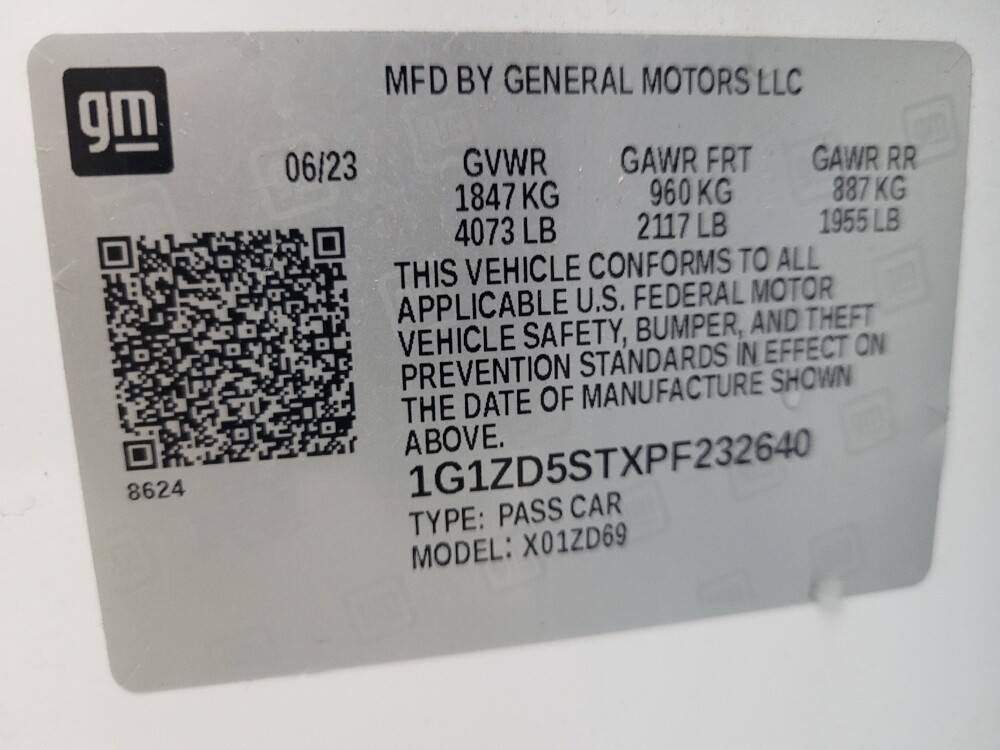 gm
MFD BY GENERAL MOTORS LLC
06/23
GVWR GAWR FRT GAWR RR
1847 KG 960 KG 887 KG
4073 LB 2117 LB 1955 LB
THIS VEHICLE CONFORMS TO ALL
APPLICABLE U.S. FEDERAL MOTOR
VEHICLE SAFETY, BUMPER, AND THEFT
PREVENTION STANDARDS IN EFFECT ON
THE DATE OF MANUFACTURE SHOWN
ABOVE.
1G1ZD5STXPF232640
8624
TYPE: PASS CAR
MODEL: X01ZD69